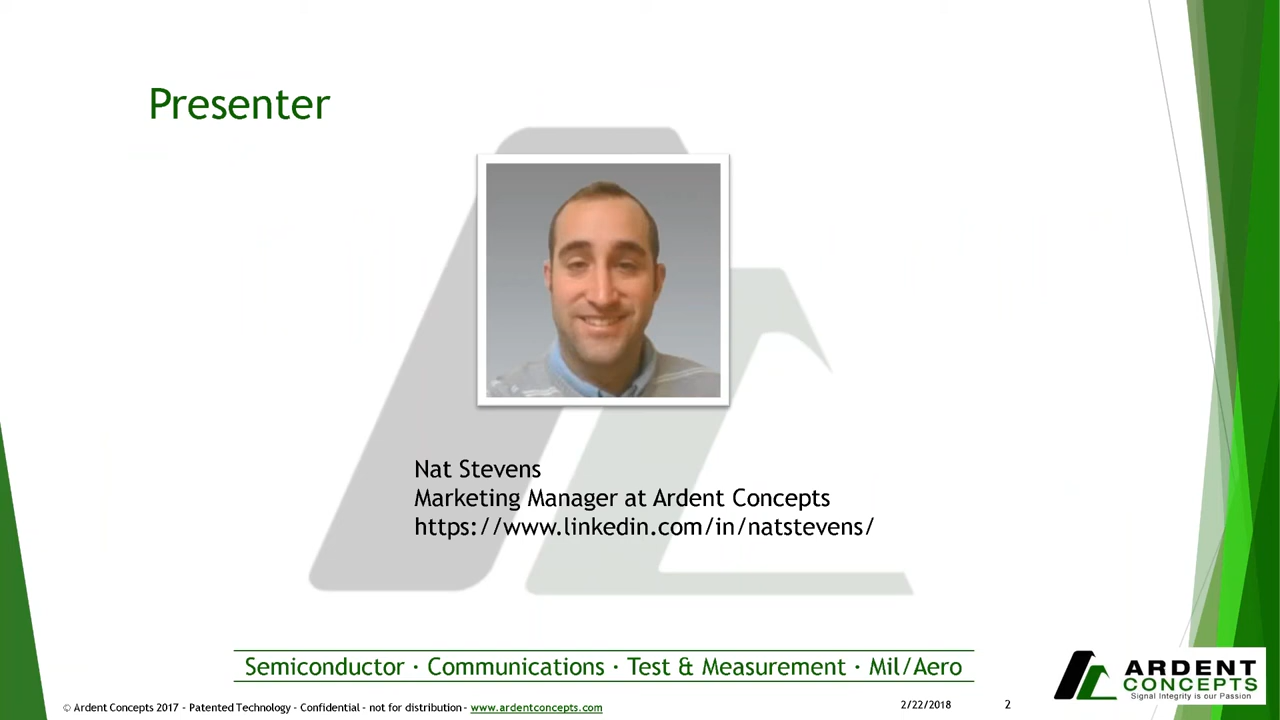 Presenter
Nat Stevens
Marketing Manager at Ardent Concepts
https://www.linkedin.com/in/natstevens/
Semiconductor · Communications · Test & Measurement · Mil/Aero
© Ardent Concepts 2017 – Patented Technology - Confidential – not for distribution - www.ardentconcepts.com
2/22/2018
2
ARDENT
CONCEPTS
Signal Integrity is our Passion